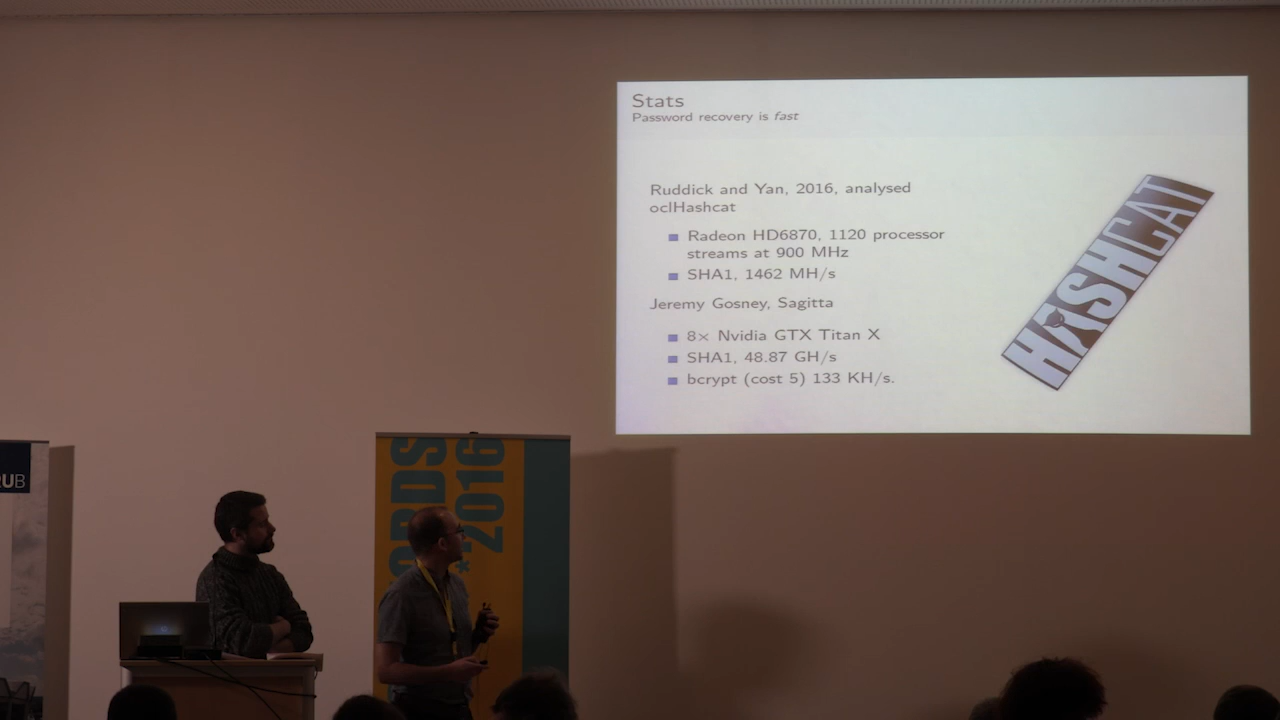 Stats
Password recovery is fast
Ruddick and Yan, 2016, analysed
oclHashcat
Radeon HD6870, 1120 processor
streams at 900 MHz
SHA1, 1462 MH/s
Jeremy Gosney, Sagitta
8× Nvidia GTX Titan X
SHA1, 48.87 GH/s
bcrypt (cost 5) 133 KH/s.
HASHCAT
2016